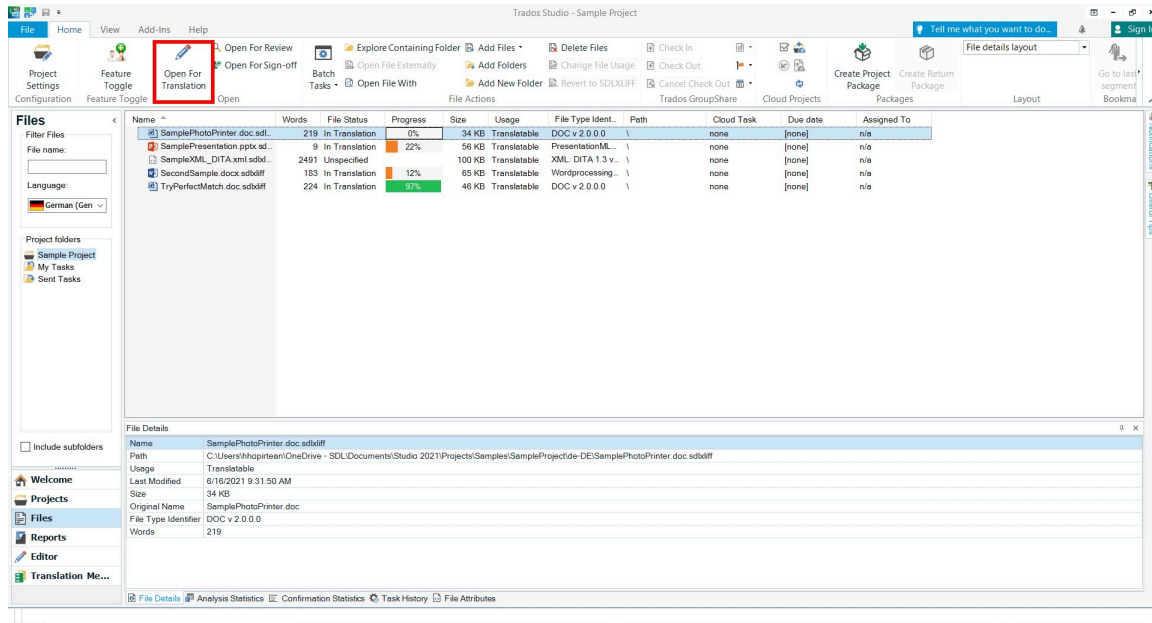 Trados Studio - Sample Project
File Home View Add-Ins Help
Tell me what you want to do...
Project Settings
Configuration
Feature Toggle
Feature Toggle
Open For Translation
Open For Review
Open For Sign-off
Open
Batch Tasks
Explore Containing Folder
Open File Externally
Open File With
Add Files
Add Folders
Add New Folder
Delete Files
Change File Usage
Revert to SDLXLIFF
File Actions
Check In
Check Out
Cancel Check Out
Trados GroupShare
Cloud Projects
Create Project Package
Create Return Package
Packages
File details layout
Layout
Go to last segment
Files
Filter Files
File name:
Language:
German (Gen
Project folders
Sample Project
My Tasks
Sent Tasks
Include subfolders
Welcome
Projects
Files
Reports
Editor
Translation Me...
Name Words File Status Progress Size Usage File Type Ident... Path Cloud Task Due date Assigned To
SamplePhotoPrinter.doc.sdl... 219 In Translation 0% 34 KB Translatable DOC v 2.0.0.0 \ none [none] n/a
SamplePresentation.pptx.sd... 9 In Translation 22% 56 KB Translatable PresentationML... \ none [none] n/a
SampleXML_DITA.xml.sdlxl... 2491 Unspecified 100 KB Translatable XML: DITA 1.3 v... \ none [none] n/a
SecondSample.docx.sdlxliff 183 In Translation 12% 65 KB Translatable Wordprocessing... \ none [none] n/a
TryPerfectMatch.doc.sdlxliff 224 In Translation 97% 46 KB Translatable DOC v 2.0.0.0 \ none [none] n/a
File Details
Name SamplePhotoPrinter.doc.sdlxliff
Path C:\Users\hhopirtean\OneDrive - SDL\Documents\Studio 2021\Projects\Samples\SampleProject\de-DE\SamplePhotoPrinter.doc.sdlxliff
Usage Translatable
Last Modified 6/16/2021 9:31:50 AM
Size 34 KB
Original Name SamplePhotoPrinter.doc
File Type Identifier DOC v 2.0.0.0
Words 219
File Details Analysis Statistics Confirmation Statistics Task History File Attributes